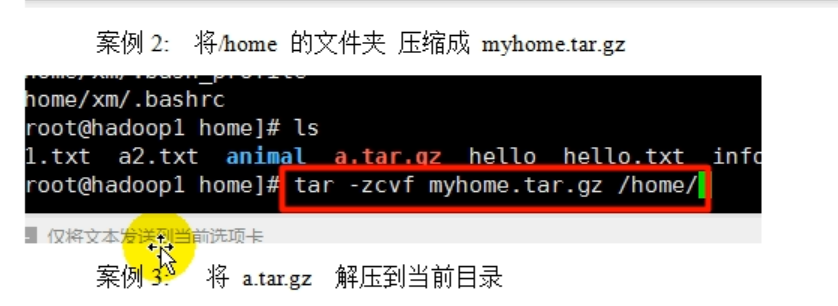 案例 2: 将/home 的文件夹 压缩成 myhome.tar.gz
home/xm/.bash_profile
home/xm/.bashrc
root@hadoop1 home]# ls
1.txt a2.txt animal a.tar.gz hello hello.txt info
root@hadoop1 home]# tar -zcvf myhome.tar.gz /home/
仅将文本发送到当前选项卡
案例 3: 将 a.tar.gz 解压到当前目录